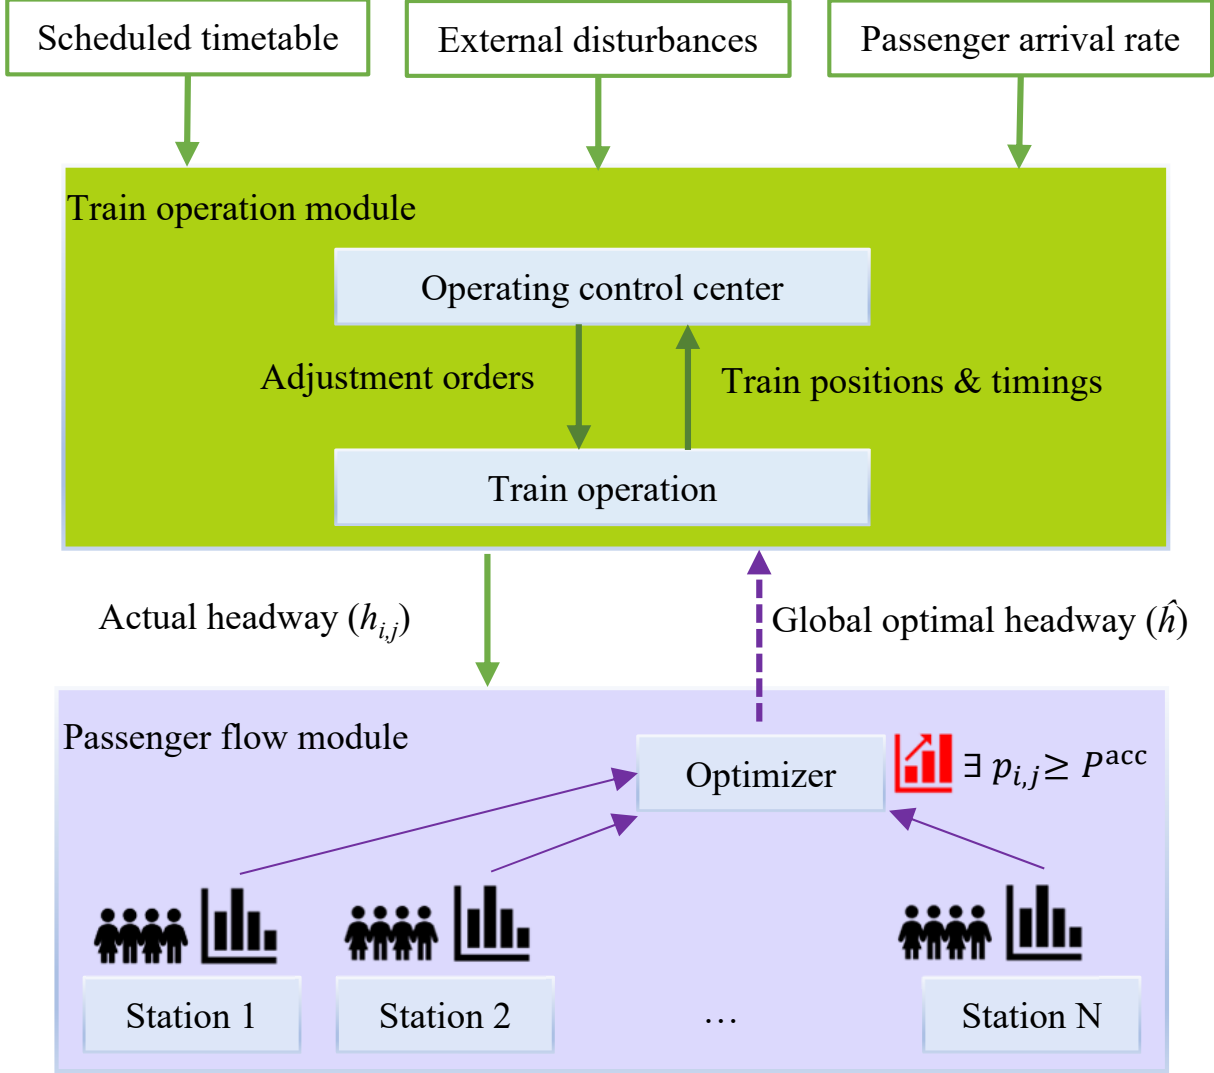 Scheduled timetable
External disturbances
Passenger arrival rate
Train operation module
Operating control center
Adjustment orders
Train positions & timings
Train operation
Actual headway (h_{i,j})
Global optimal headway (ĥ)
Passenger flow module
Optimizer
∃ p_{i,j} ≥ P^{acc}
Station 1
Station 2
…
Station N